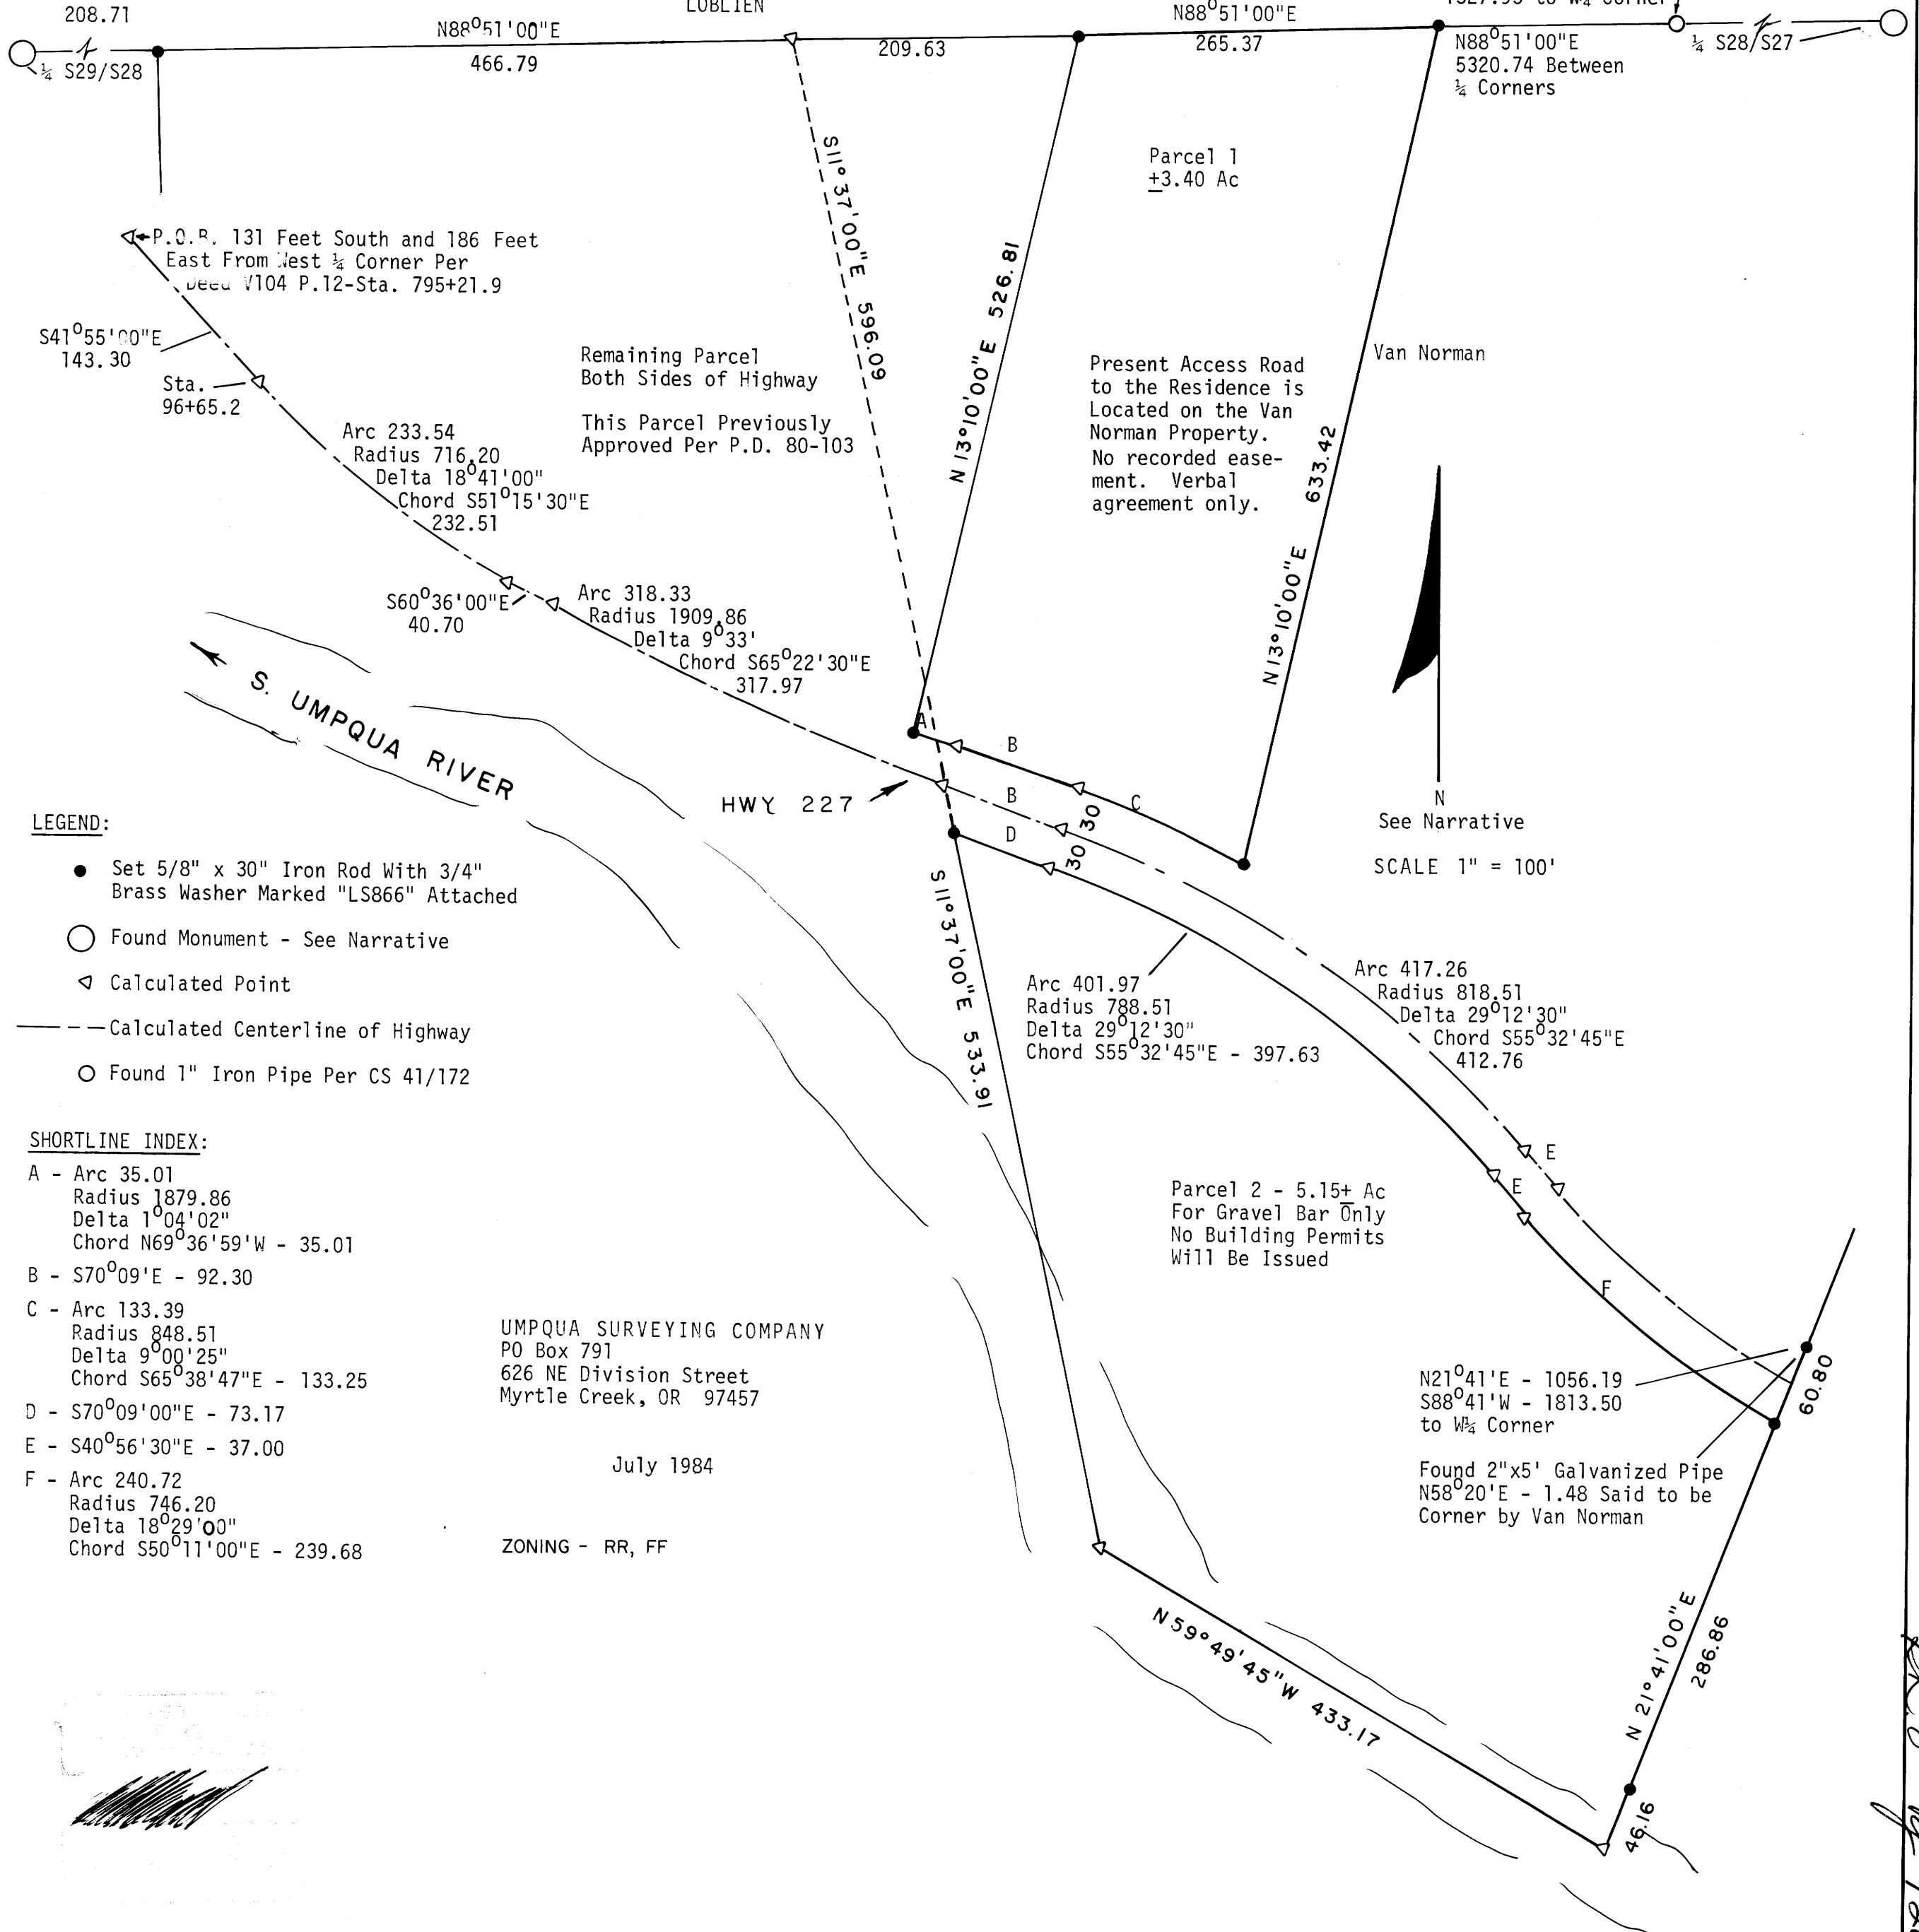 208.71
LOBLIEN
N88°51'00"E
466.79
209.63
N88°51'00"E
265.37
N88°51'00"E
5320.74 Between
¼ Corners
¼ S29/S28
¼ S28/S27
Parcel 1
±3.40 Ac
P.O.B. 131 Feet South and 186 Feet
East From West ¼ Corner Per
Deed V104 P.12-Sta. 795+21.9
S41°55'00"E
143.30
Sta.
96+65.2
S11°37'00"E 596.09
N13°10'00"E 526.81
Remaining Parcel
Both Sides of Highway
This Parcel Previously
Approved Per P.D. 80-103
Present Access Road
to the Residence is
Located on the Van
Norman Property.
No recorded ease-
ment. Verbal
agreement only.
Van Norman
N13°10'00"E 633.42
Arc 233.54
Radius 716.20
Delta 18°41'00"
Chord S51°15'30"E
232.51
S60°36'00"E
40.70
Arc 318.33
Radius 1909.86
Delta 9°33'
Chord S65°22'30"E
317.97
S. UMPQUA RIVER
HWY 227
A
B
B
C
D
30
30
N
See Narrative
SCALE 1" = 100'
LEGEND:
Set 5/8" x 30" Iron Rod With 3/4"
Brass Washer Marked "LS866" Attached
Found Monument - See Narrative
Calculated Point
Calculated Centerline of Highway
Found 1" Iron Pipe Per CS 41/172
S11°37'00"E 533.91
Arc 401.97
Radius 788.51
Delta 29°12'30"
Chord S55°32'45"E - 397.63
Arc 417.26
Radius 818.51
Delta 29°12'30"
Chord S55°32'45"E
412.76
E
E
F
SHORTLINE INDEX:
A - Arc 35.01
Radius 1879.86
Delta 1°04'02"
Chord N69°36'59'W - 35.01
B - S70°09'E - 92.30
C - Arc 133.39
Radius 848.51
Delta 9°00'25"
Chord S65°38'47"E - 133.25
D - S70°09'00"E - 73.17
E - S40°56'30"E - 37.00
F - Arc 240.72
Radius 746.20
Delta 18°29'00"
Chord S50°11'00"E - 239.68
UMPQUA SURVEYING COMPANY
PO Box 791
626 NE Division Street
Myrtle Creek, OR 97457
July 1984
ZONING - RR, FF
Parcel 2 - 5.15± Ac
For Gravel Bar Only
No Building Permits
Will Be Issued
N21°41'E - 1056.19
S88°41'W - 1813.50
to W¼ Corner
Found 2"x5' Galvanized Pipe
N58°20'E - 1.48 Said to be
Corner by Van Norman
60.80
N21°41'00"E
286.86
N59°49'45"W 433.17
46.16